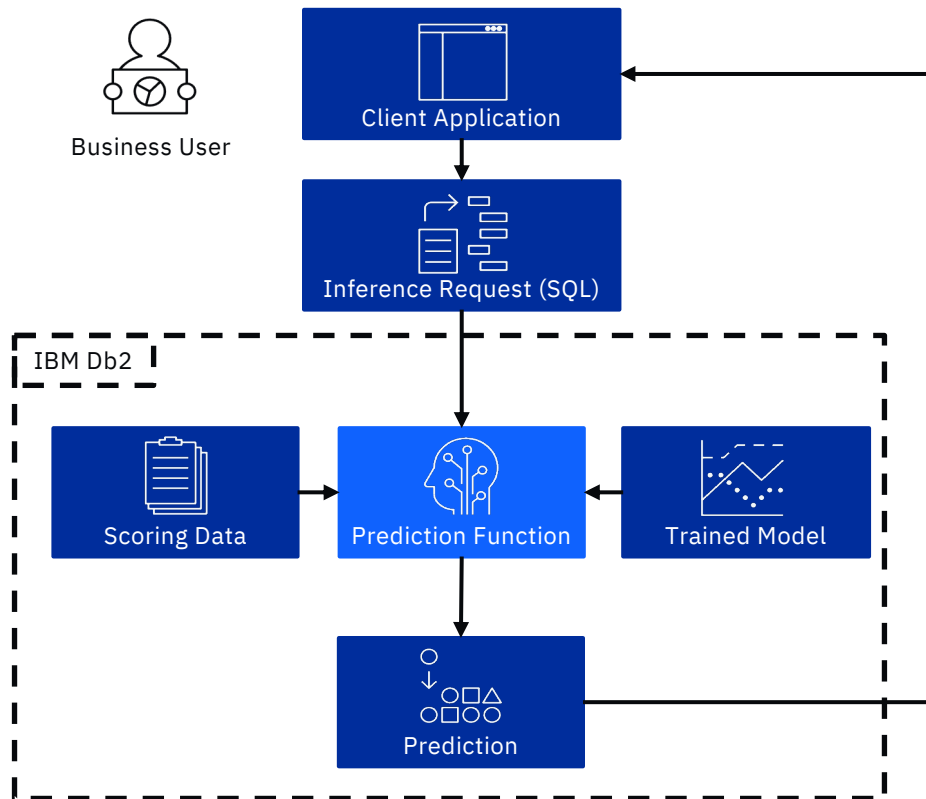 Client Application
Business User
Inference Request (SQL)
IBM Db2
Scoring Data
Prediction Function
Trained Model
Prediction